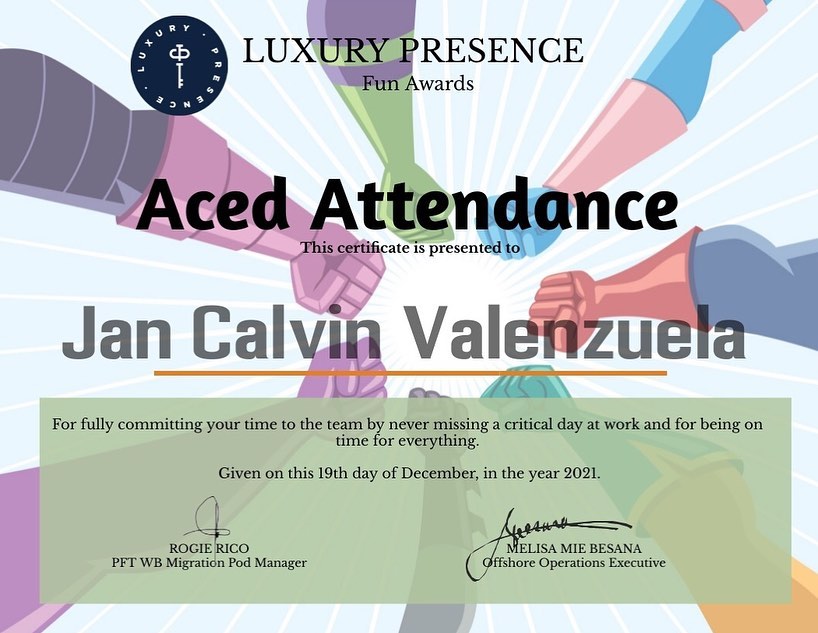 LUXURY · PRESENCE · LUXURY · PRESENCE ·
LUXURY PRESENCE
Fun Awards
Aced Attendance
This certificate is presented to
Jan Calvin Valenzuela
For fully committing your time to the team by never missing a critical day at work and for being on
time for everything.
Given on this 19th day of December, in the year 2021.
ROGIE RICO
PFT WB Migration Pod Manager
MELISA MIE BESANA
Offshore Operations Executive